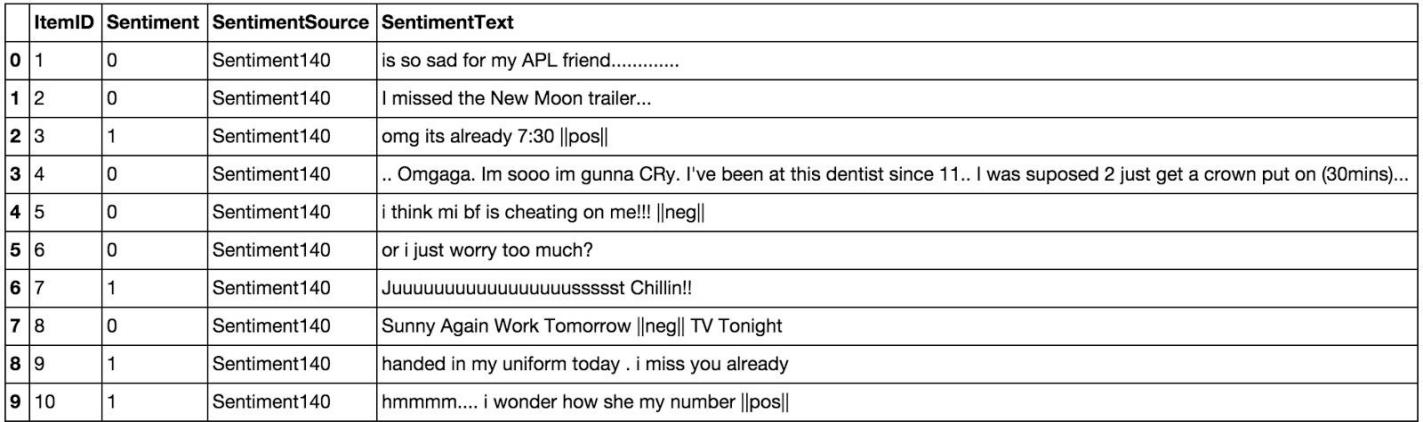 ItemID Sentiment SentimentSource SentimentText
0 1 0 Sentiment140 is so sad for my APL friend.............
1 2 0 Sentiment140 I missed the New Moon trailer...
2 3 1 Sentiment140 omg its already 7:30 ||pos||
3 4 0 Sentiment140 .. Omgaga. Im sooo im gunna CRy. I've been at this dentist since 11.. I was suposed 2 just get a crown put on (30mins)...
4 5 0 Sentiment140 i think mi bf is cheating on me!!! ||neg||
5 6 0 Sentiment140 or i just worry too much?
6 7 1 Sentiment140 Juuuuuuuuuuuuuuuuussssst Chillin!!
7 8 0 Sentiment140 Sunny Again Work Tomorrow ||neg|| TV Tonight
8 9 1 Sentiment140 handed in my uniform today . i miss you already
9 10 1 Sentiment140 hmmmm.... i wonder how she my number ||pos||